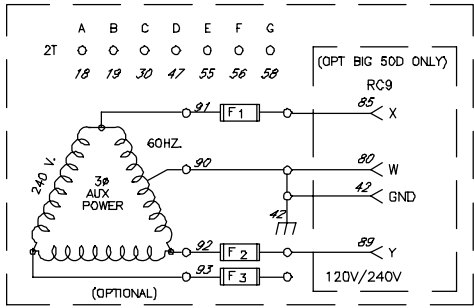 A B C D E F G
2T
18 19 30 47 55 56 58
(OPT BIG 50D ONLY)
RC9
91 F1 85 X
60HZ.
240 V.
90 80 W
3ø
AUX
POWER
42 GND
42
92 F2 89 Y
93 F3
120V/240V
(OPTIONAL)